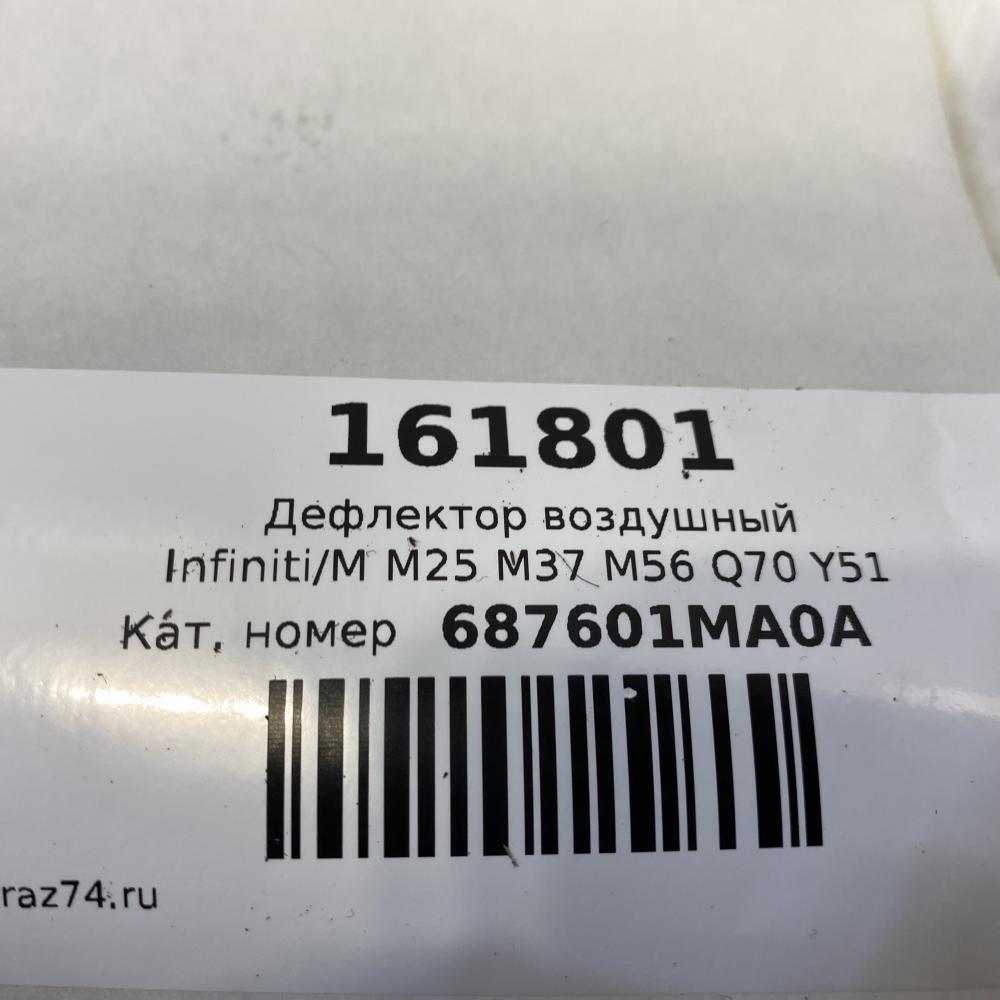 161801
Дефлектор воздушный
Infiniti/M M25 M37 M56 Q70 Y51
Кат. номер 687601MA0A
raz74.ru